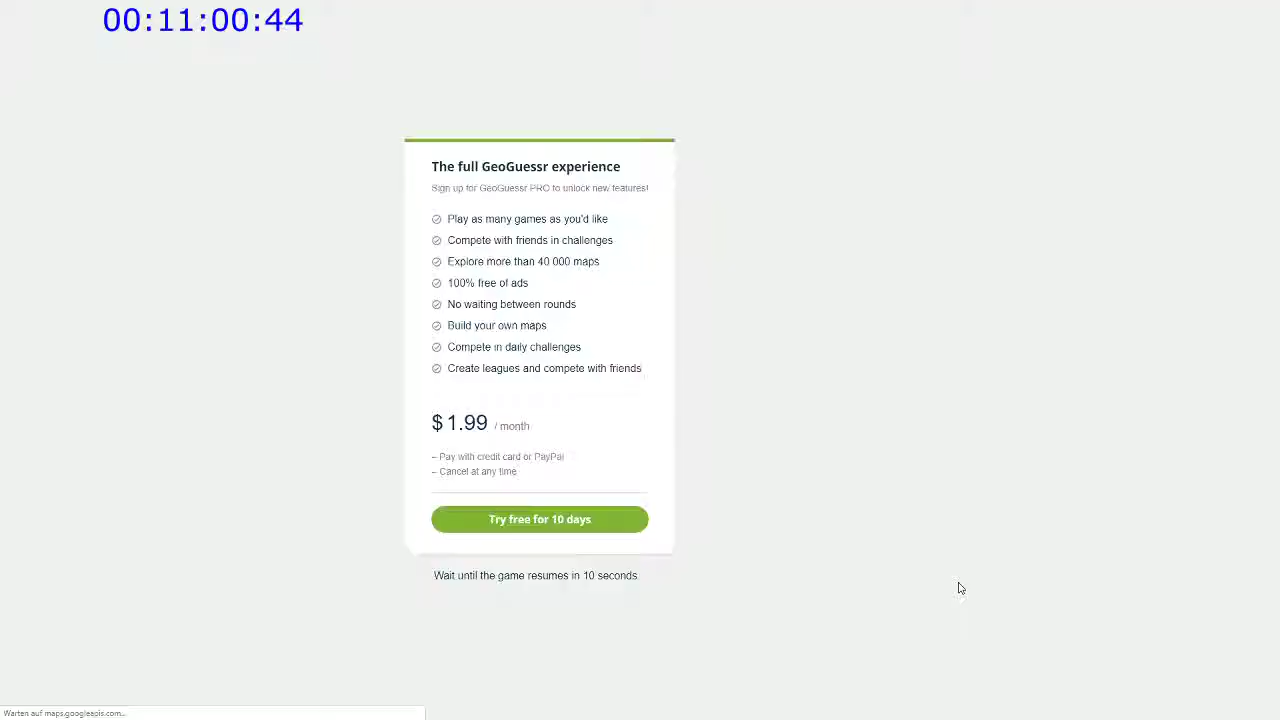 00:11:00:44
The full GeoGuessr experience
Sign up for GeoGuessr PRO to unlock new features!
Play as many games as you'd like
Compete with friends in challenges
Explore more than 40 000 maps
100% free of ads
No waiting between rounds
Build your own maps
Compete in daily challenges
Create leagues and compete with friends
$ 1.99 / month
– Pay with credit card or PayPal
– Cancel at any time
Try free for 10 days
Wait until the game resumes in 10 seconds.
Warten auf maps.googleapis.com...